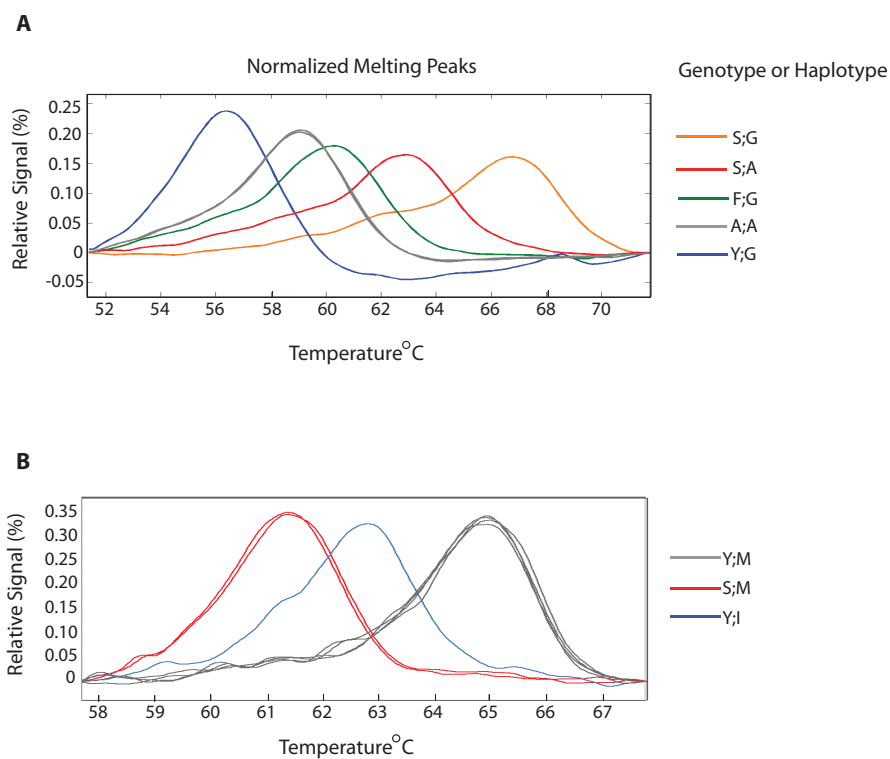 A
Normalized Melting Peaks
Genotype or Haplotype
Relative Signal (%)
0.25
0.20
0.15
0.10
0.05
0
-0.05
52 54 56 58 60 62 64 66 68 70
Temperature°C
S;G
S;A
F;G
A;A
Y;G
B
Relative Signal (%)
0.35
0.30
0.25
0.20
0.15
0.10
0.05
0
58 59 60 61 62 63 64 65 66 67
Temperature°C
Y;M
S;M
Y;I